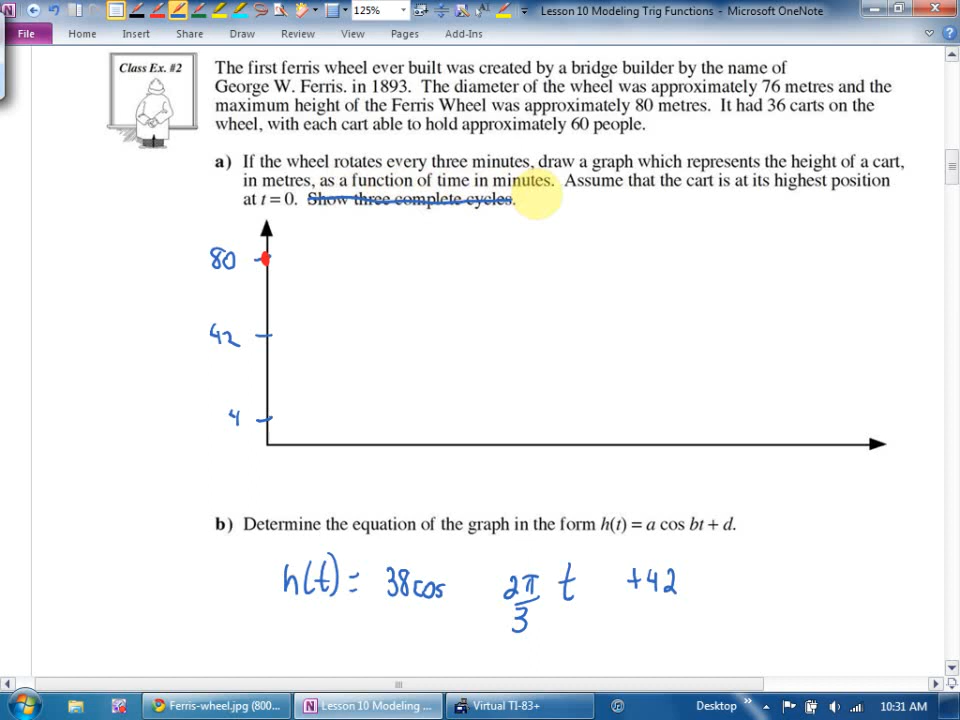 125%
Lesson 10 Modeling Trig Functions - Microsoft OneNote
File Home Insert Share Draw Review View Pages Add-Ins
Class Ex. #2
The first ferris wheel ever built was created by a bridge builder by the name of
George W. Ferris. in 1893. The diameter of the wheel was approximately 76 metres and the
maximum height of the Ferris Wheel was approximately 80 metres. It had 36 carts on the
wheel, with each cart able to hold approximately 60 people.
a) If the wheel rotates every three minutes, draw a graph which represents the height of a cart,
in metres, as a function of time in minutes. Assume that the cart is at its highest position
at t = 0. Show three complete cycles.
80
42
4
b) Determine the equation of the graph in the form h(t) = a cos bt + d.
h(t) = 38cos 2π/3 t +42
Ferris-wheel.jpg (800...
Lesson 10 Modeling ...
Virtual TI-83+
Desktop
10:31 AM